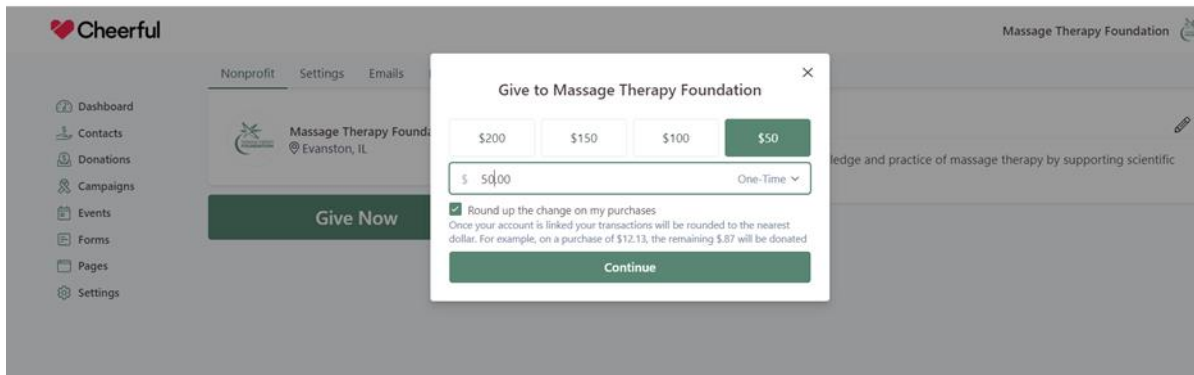 Cheerful
Massage Therapy Foundation
Nonprofit Settings Emails
Dashboard
Contacts
Donations
Campaigns
Events
Forms
Pages
Settings
Massage Therapy Founda
Evanston, IL
Give Now
ledge and practice of massage therapy by supporting scientific
Give to Massage Therapy Foundation
$200 $150 $100 $50
$ 50.00 One-Time
Round up the change on my purchases
Once your account is linked your transactions will be rounded to the nearest
dollar. For example, on a purchase of $12.13, the remaining $.87 will be donated
Continue